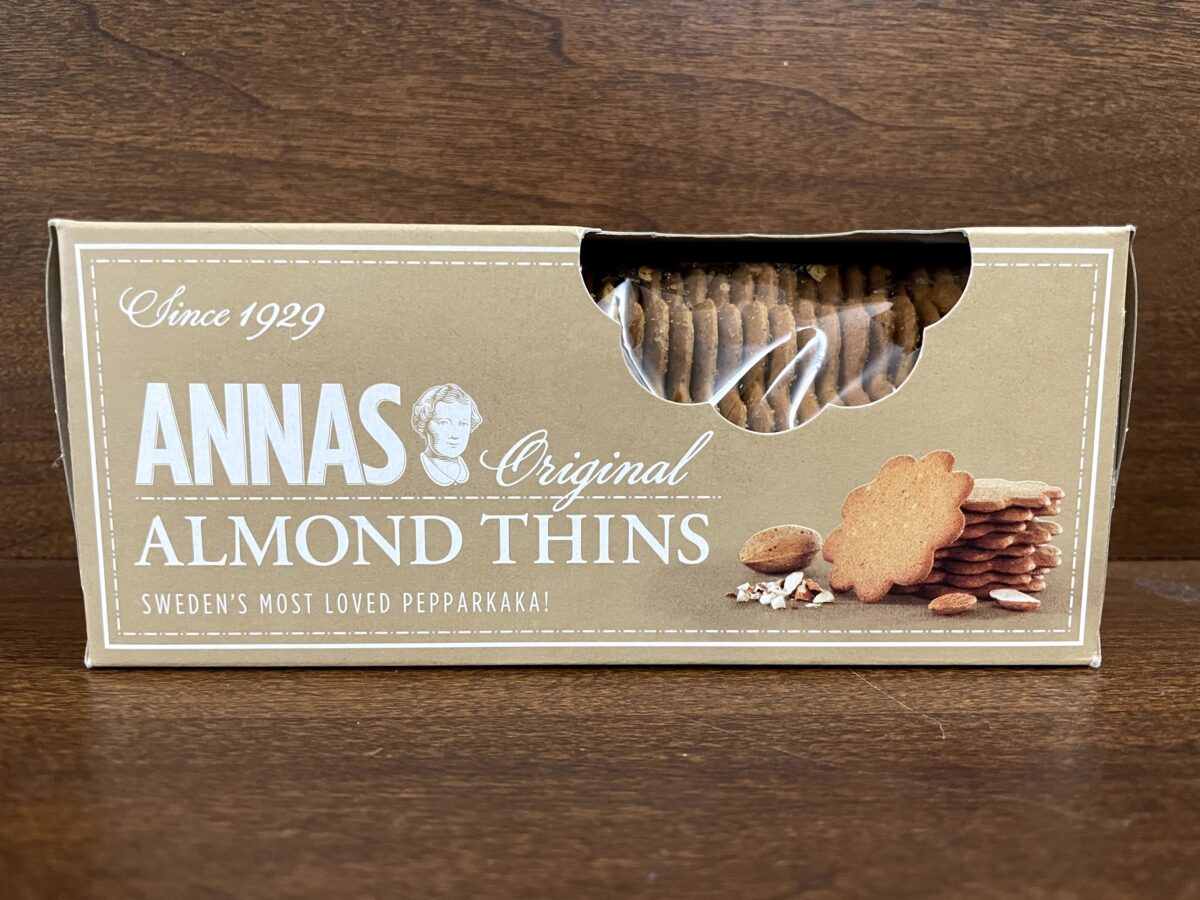 Since 1929
ANNAS Original
ALMOND THINS
SWEDEN'S MOST LOVED PEPPARKAKA!